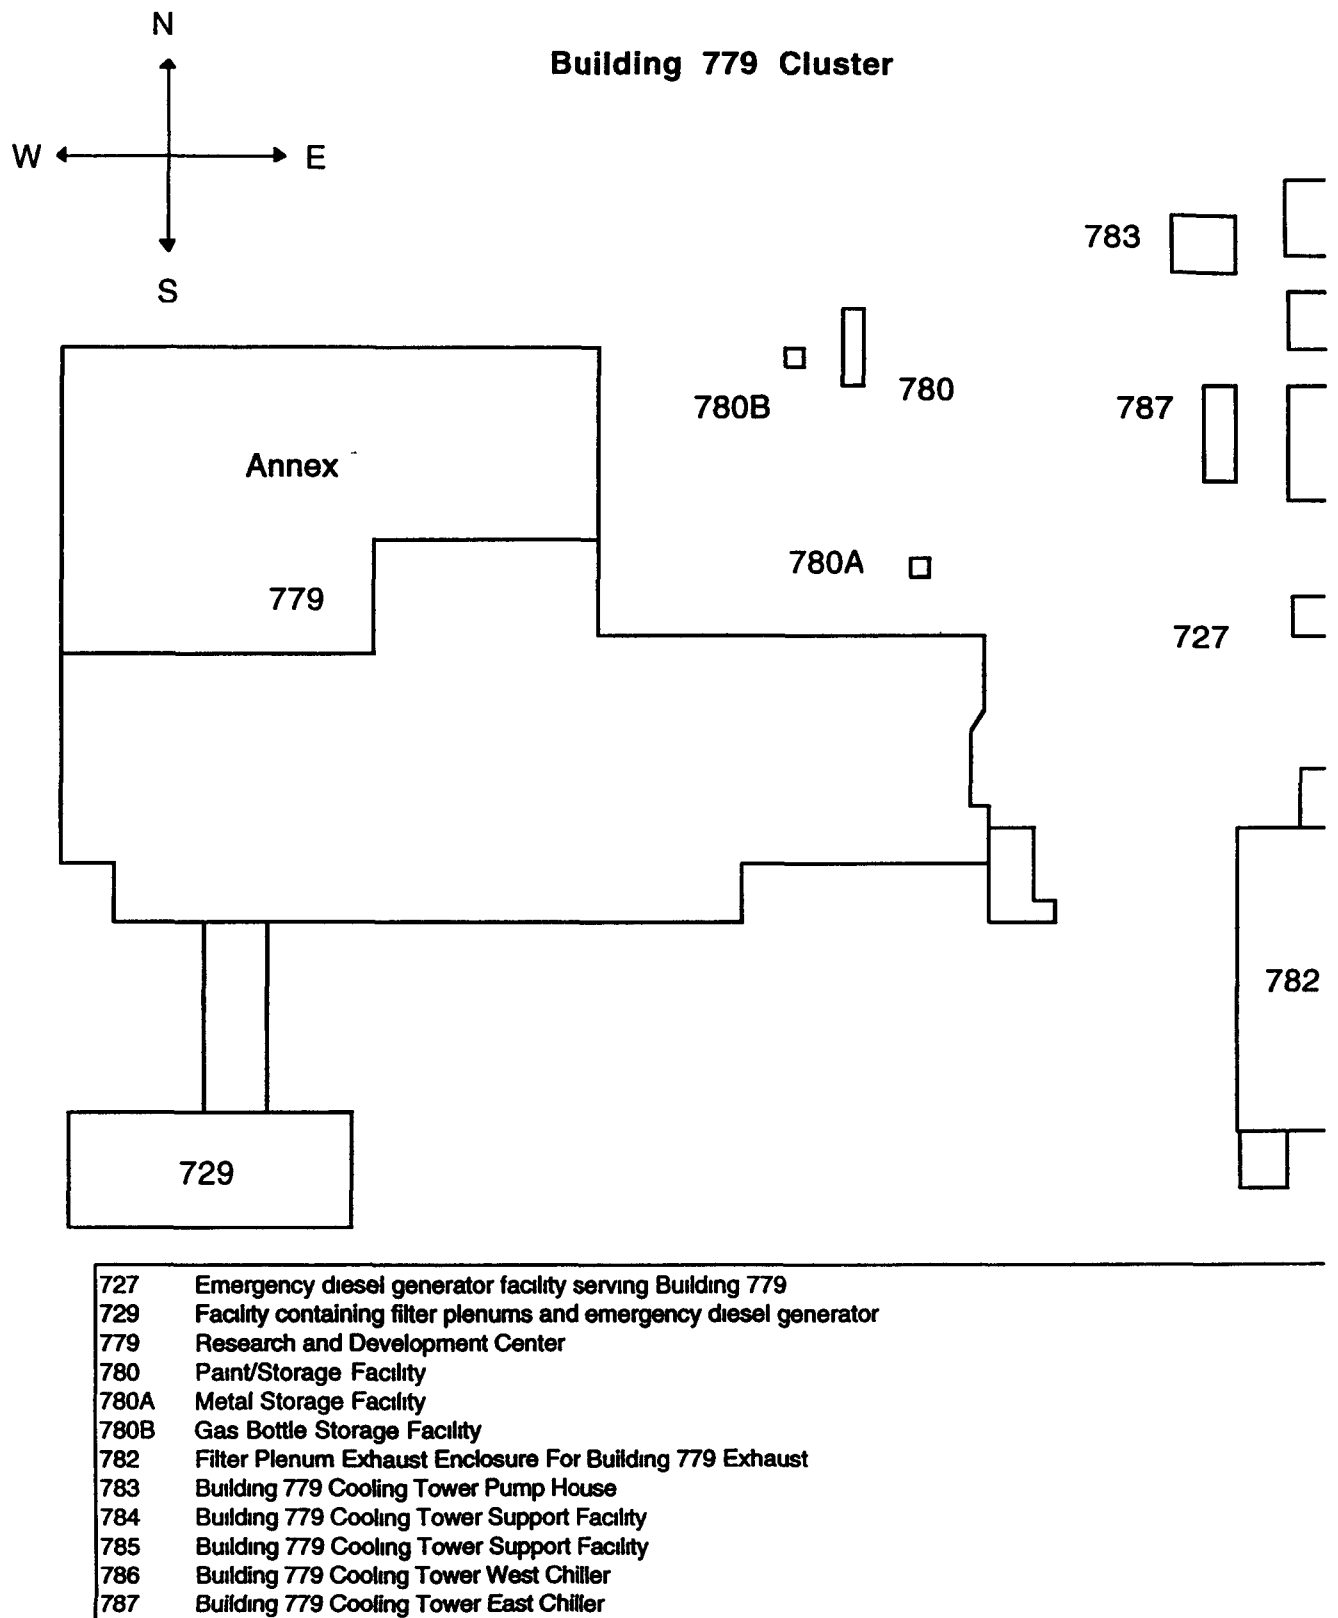 N
Building 779 Cluster
W E
S
783
780B
780
787
Annex
780A
779
727
782
729
727 Emergency diesel generator facility serving Building 779
729 Facility containing filter plenums and emergency diesel generator
779 Research and Development Center
780 Paint/Storage Facility
780A Metal Storage Facility
780B Gas Bottle Storage Facility
782 Filter Plenum Exhaust Enclosure For Building 779 Exhaust
783 Building 779 Cooling Tower Pump House
784 Building 779 Cooling Tower Support Facility
785 Building 779 Cooling Tower Support Facility
786 Building 779 Cooling Tower West Chiller
787 Building 779 Cooling Tower East Chiller